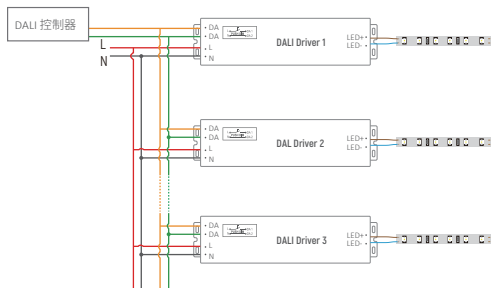 DALI 控制器
L
N
DA
DA
L
N
DALI Driver 1
LED+
LED-
DA
DA
L
N
DAL Driver 2
LED+
LED-
DA
DA
L
N
DALI Driver 3
LED+
LED-